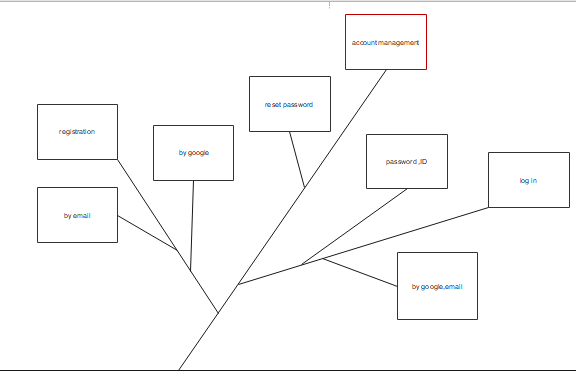 account management
reset password
registration
by google
password ,ID
log in
by email
by google,email